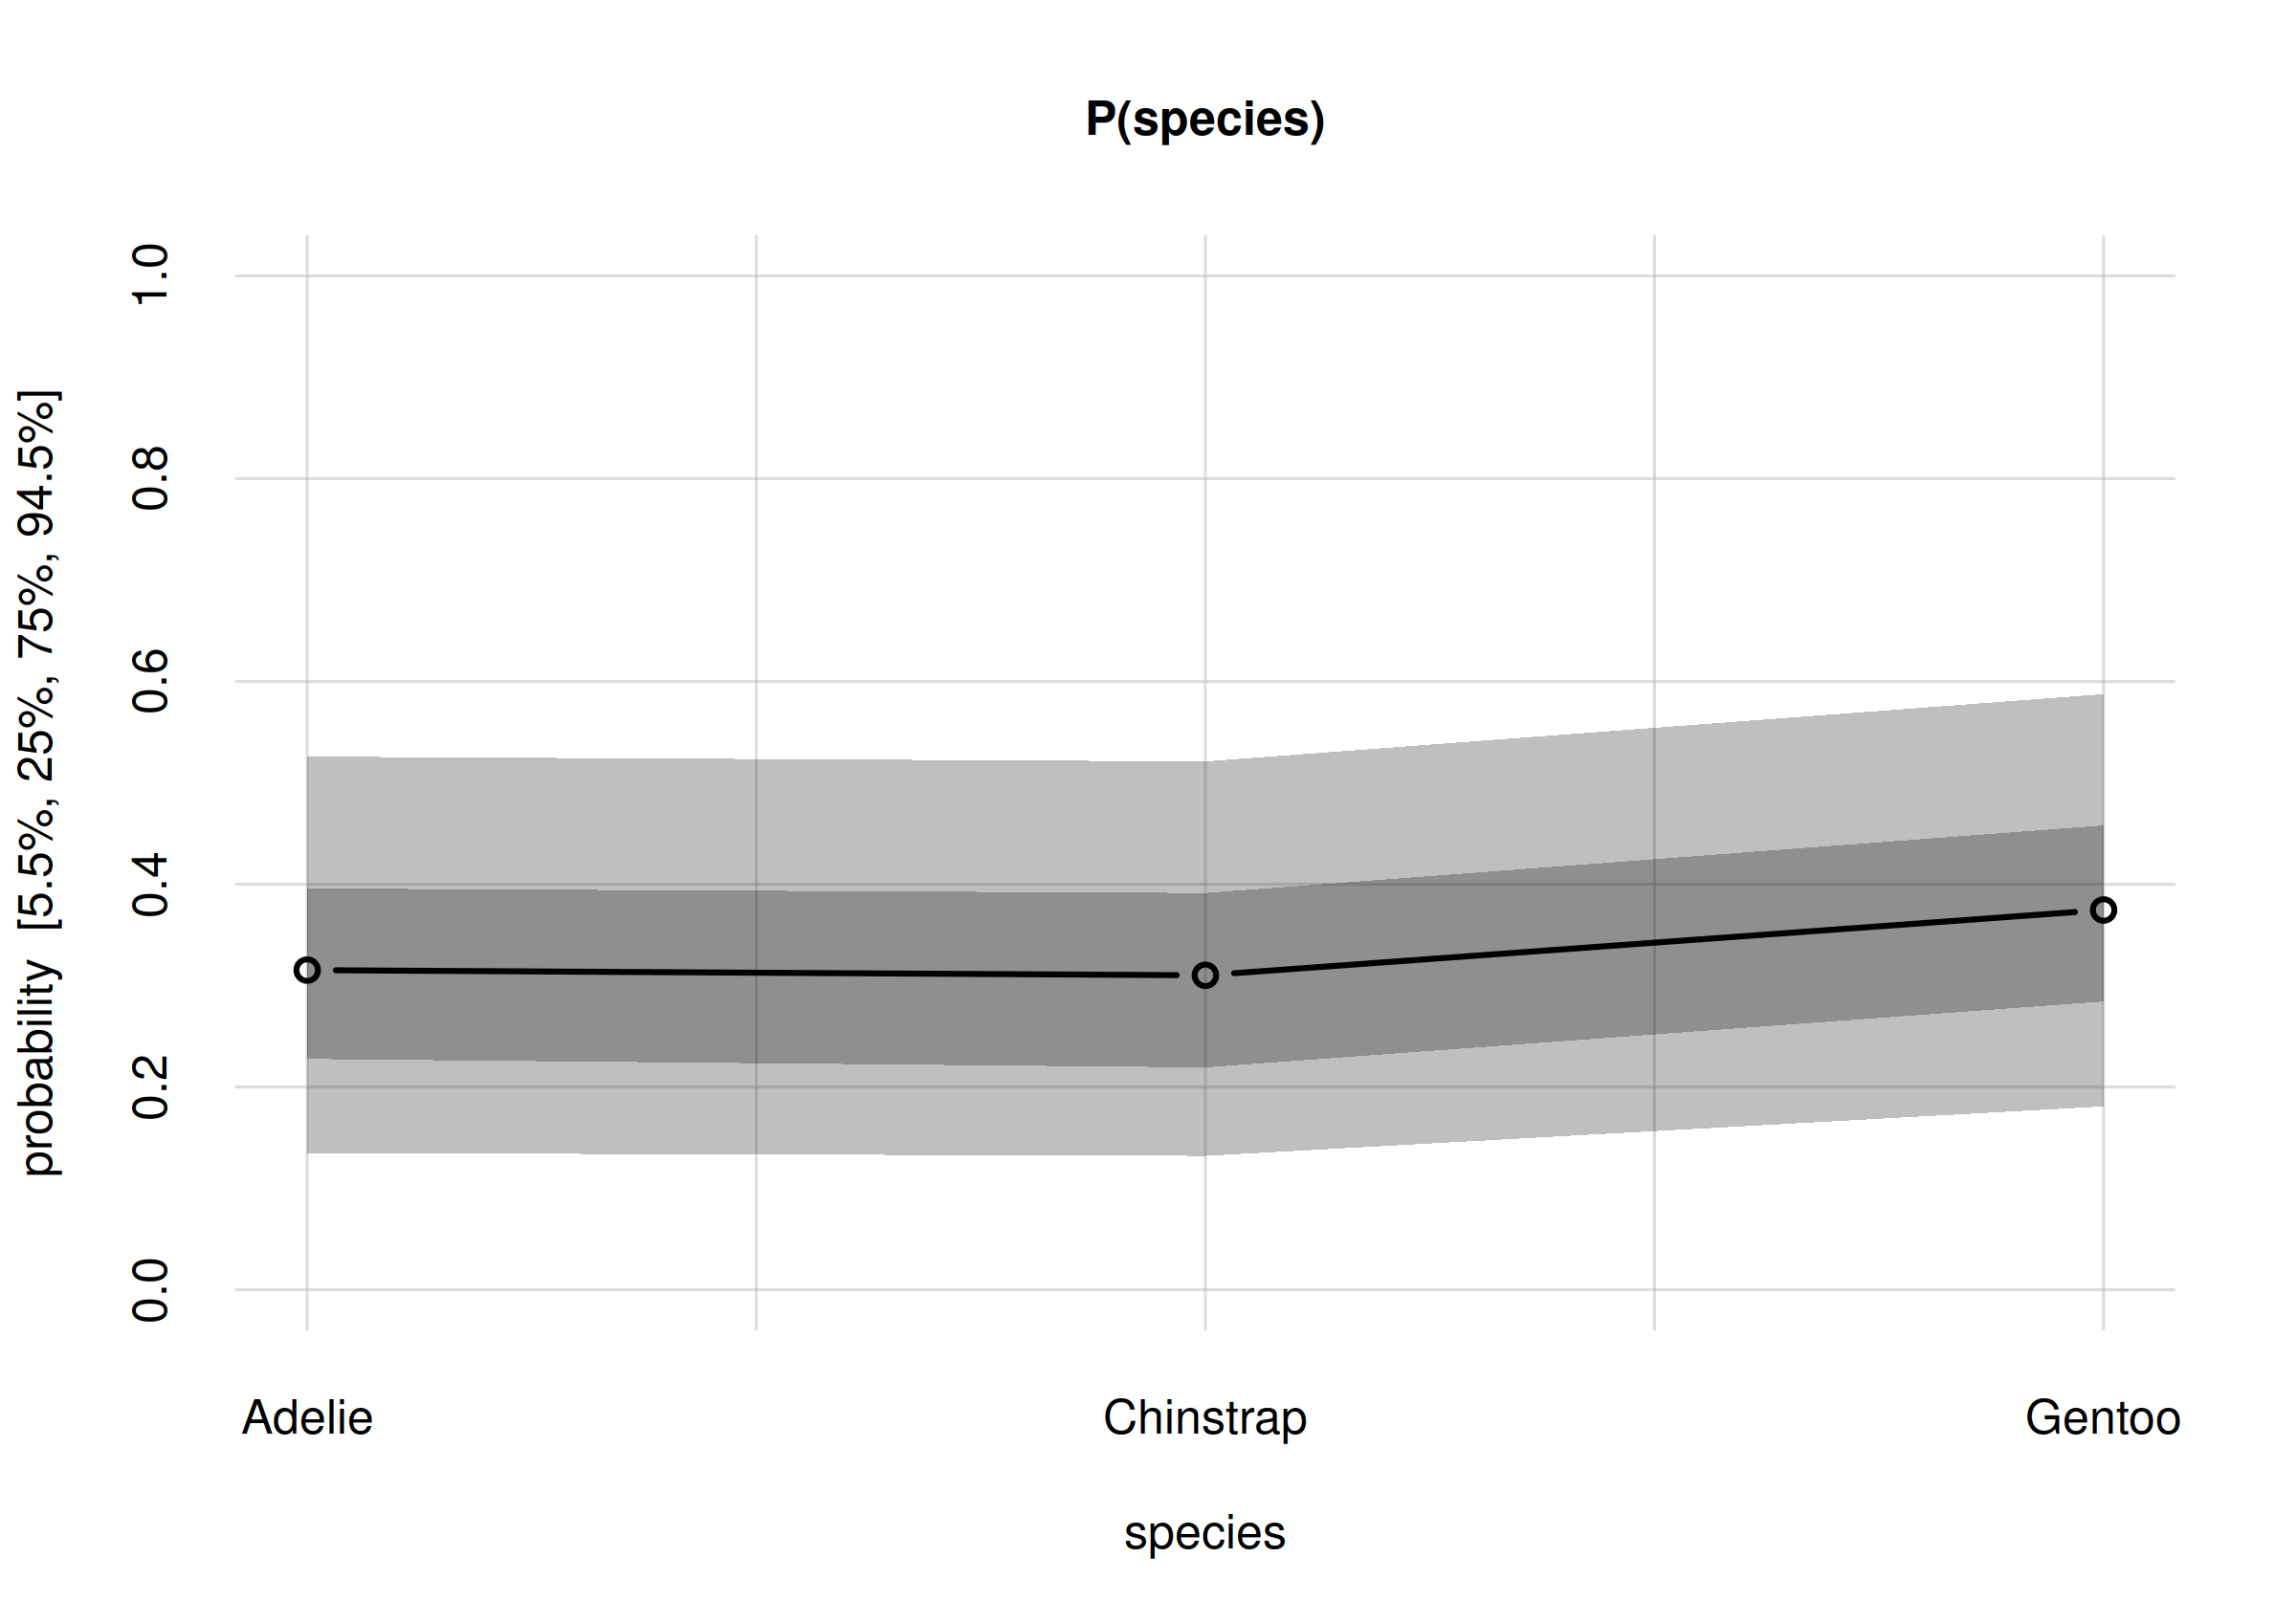 P(species)
probability  [5.5%, 25%, 75%, 94.5%]
1.0
0.8
0.6
0.4
0.2
0.0
Adelie Chinstrap Gentoo
species